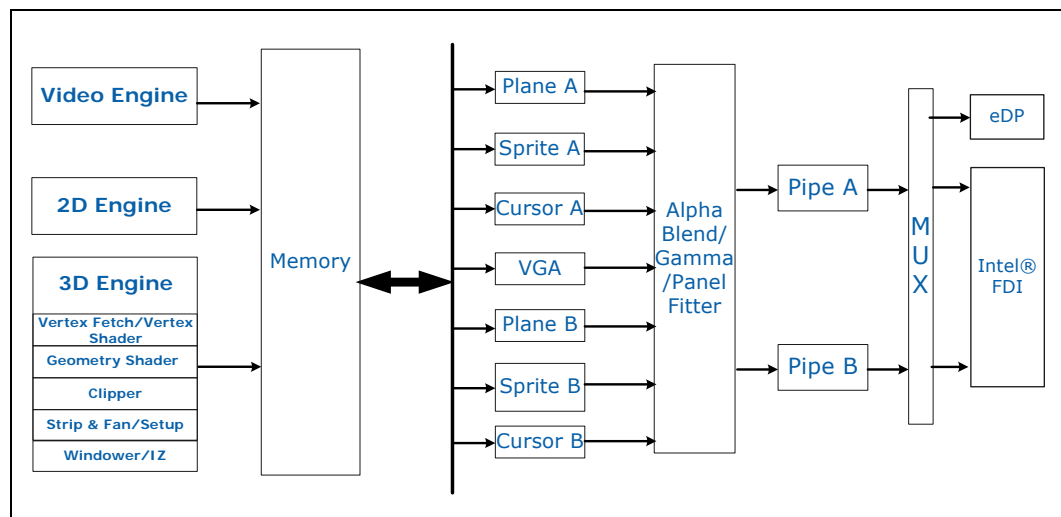 Video Engine
2D Engine
3D Engine
Vertex Fetch/Vertex
Shader
Geometry Shader
Clipper
Strip & Fan/Setup
Windower/IZ
Memory
Plane A
Sprite A
Cursor A
VGA
Plane B
Sprite B
Cursor B
Alpha
Blend/
Gamma
/Panel
Fitter
Pipe A
Pipe B
M
U
X
eDP
Intel®
FDI